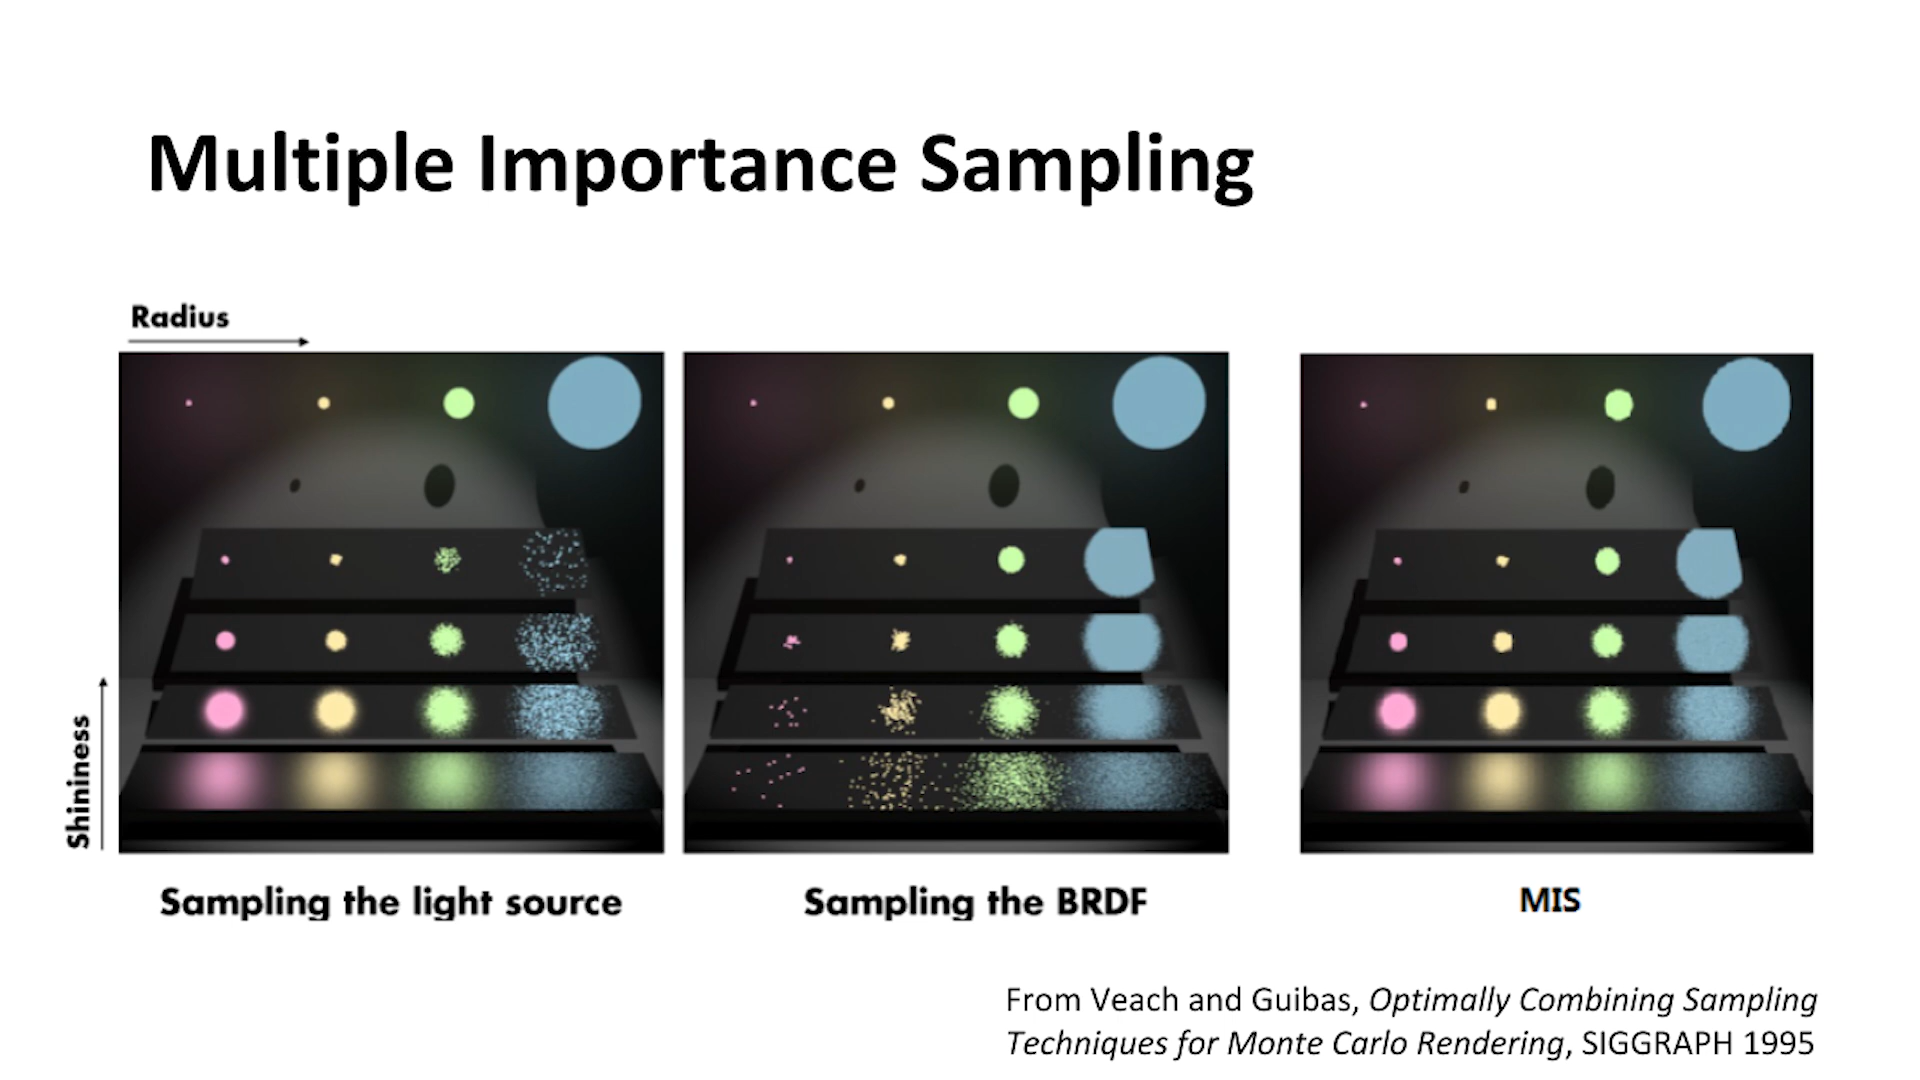 Multiple Importance Sampling
Radius
Shininess
Sampling the light source
Sampling the BRDF
MIS
From Veach and Guibas, Optimally Combining Sampling
Techniques for Monte Carlo Rendering, SIGGRAPH 1995